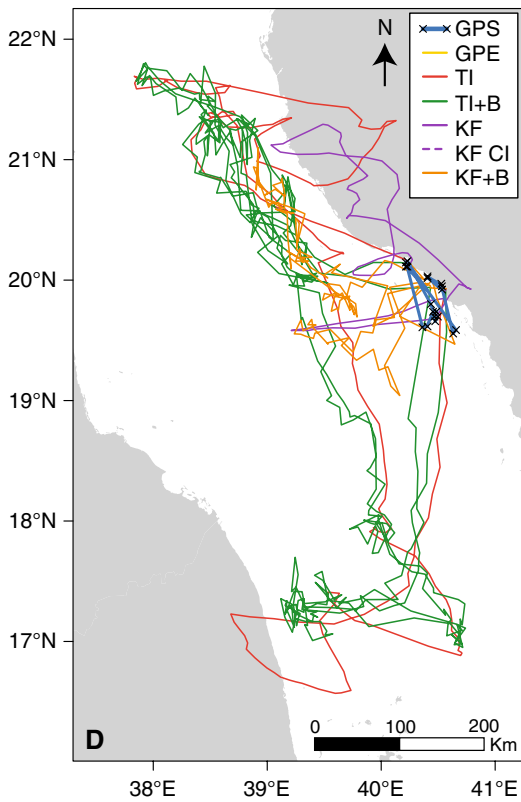 22°N
21°N
20°N
19°N
18°N
17°N
N
GPS
GPE
TI
TI+B
KF
KF CI
KF+B
D
0 100 200
Km
38°E 39°E 40°E 41°E